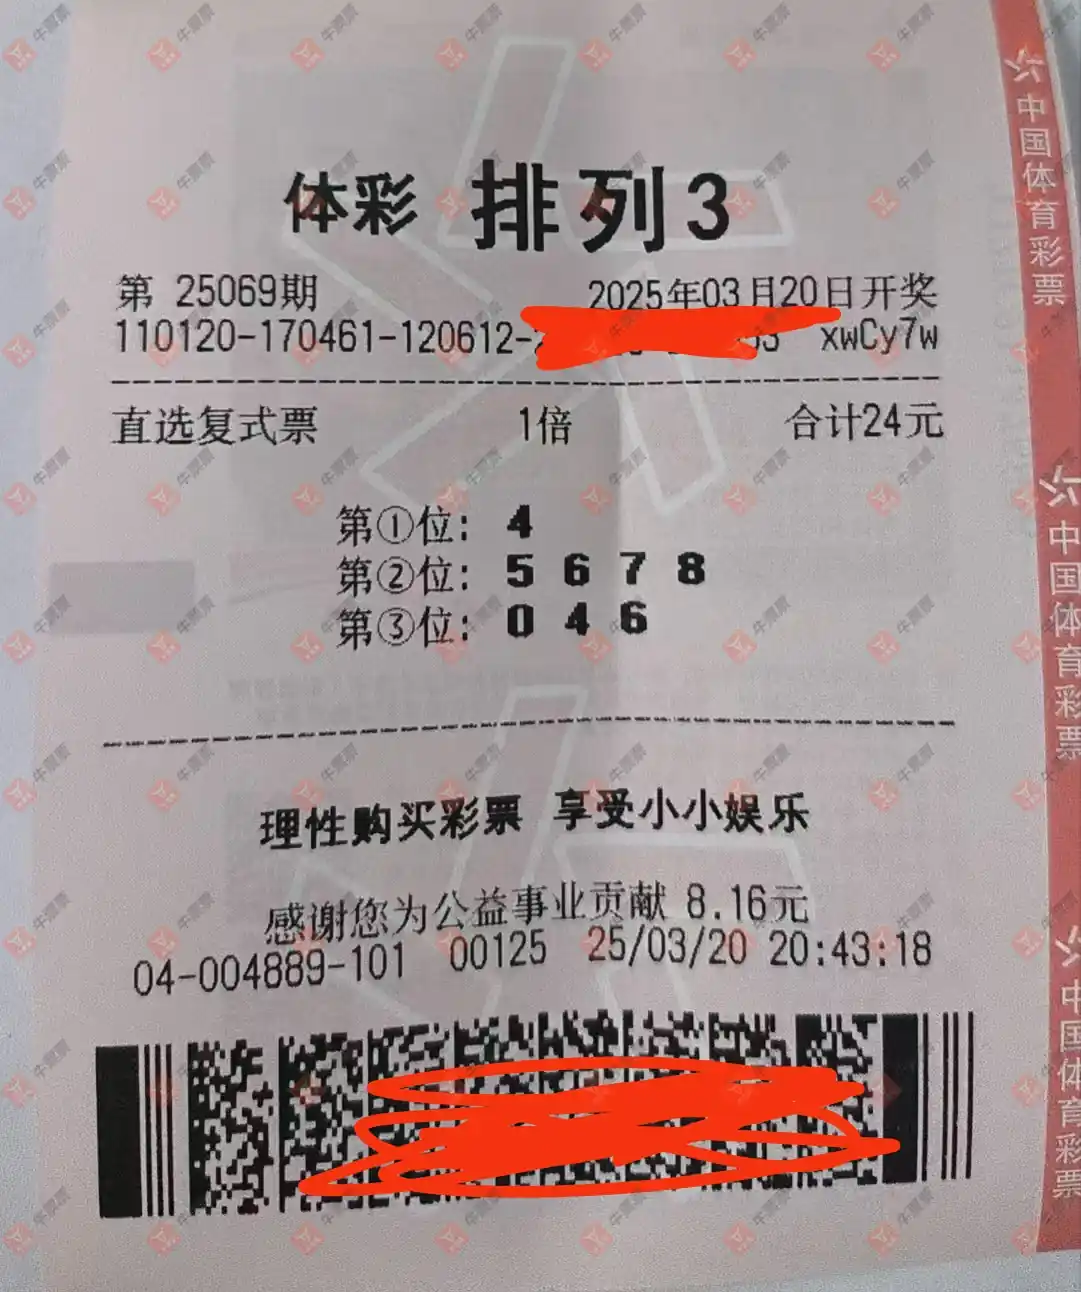 体彩 排列3
第 25069期 2025年03月20日开奖
110120-170461-120612- xwCy7w
直选复式票 1倍 合计24元
第①位: 4
第②位: 5 6 7 8
第③位: 0 4 6
理性购买彩票 享受小小娱乐
感谢您为公益事业贡献 8.16元
04-004889-101 00125 25/03/20 20:43:18
中国体育彩票
中国体育彩票
中国体育彩票
牛票票